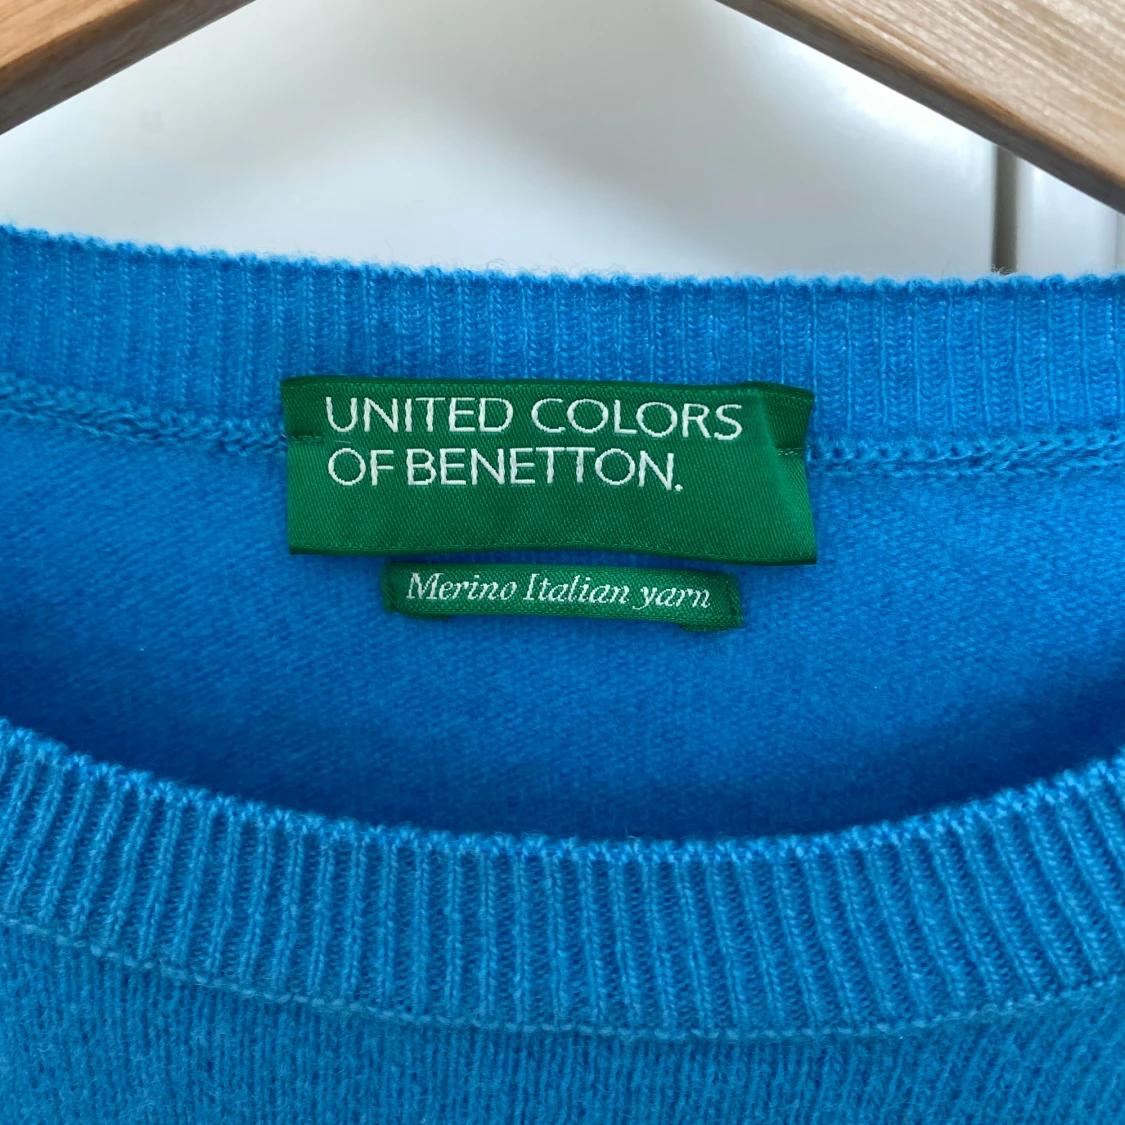 UNITED COLORS
OF BENETTON.
Merino Italian yarn